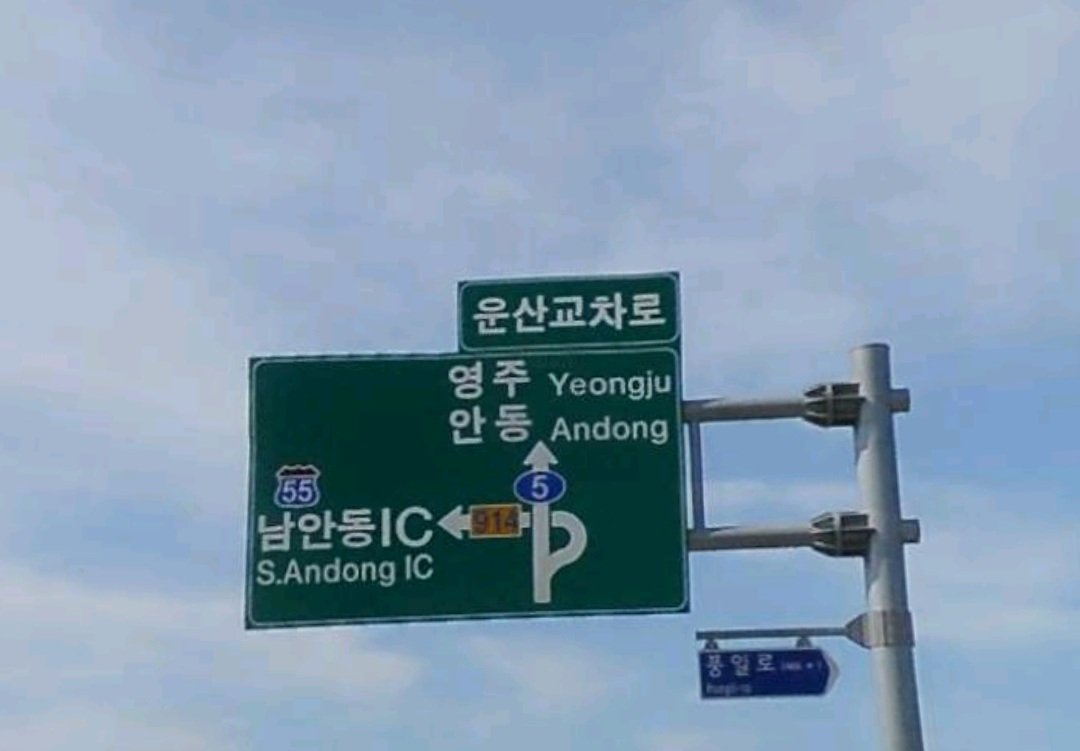 운산교차로
영주 Yeongju
안동 Andong
5
55
914
남안동IC
S.Andong IC
풍일로